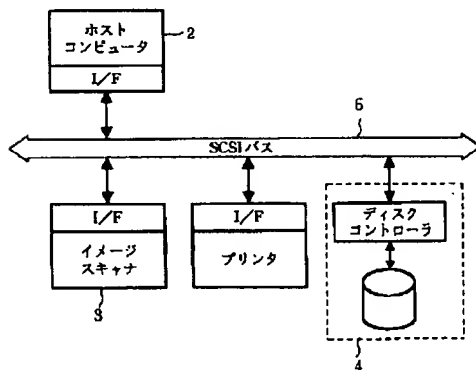 ホスト
コンピュータ
I/F
2
6
SCSIバス
I/F
イメージ
スキャナ
3
I/F
プリンタ
ディスク
コントローラ
4